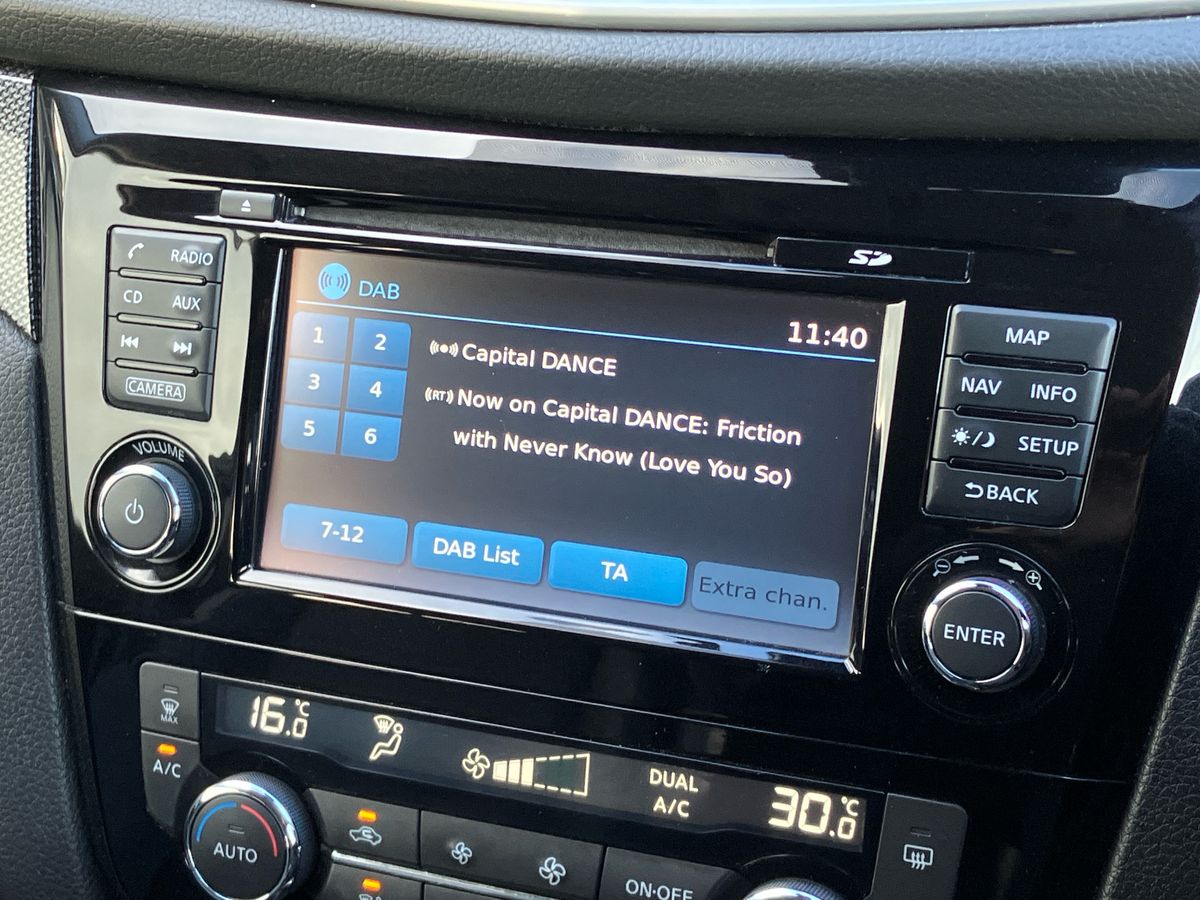 RADIO
CD AUX
CAMERA
VOLUME
SD
DAB
11:40
1 2
3 4
5 6
Capital DANCE
(RT) Now on Capital DANCE: Friction
with Never Know (Love You So)
7-12 DAB List TA Extra chan.
MAP
NAV INFO
SETUP
BACK
ENTER
MAX
A/C
16.0°C
DUAL
A/C
30.0°C
AUTO
ON·OFF